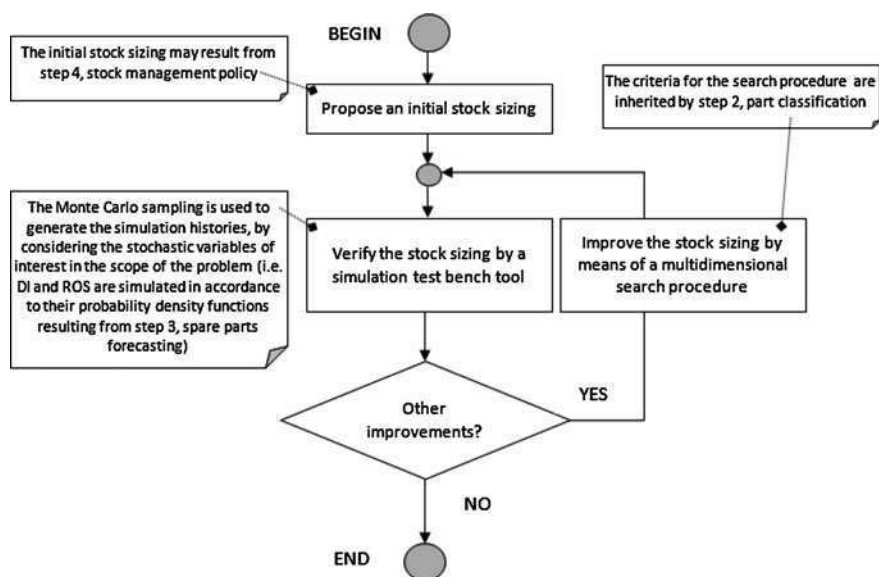 BEGIN
The initial stock sizing may result from
step 4, stock management policy
Propose an initial stock sizing
The criteria for the search procedure are
inherited by step 2, part classification
The Monte Carlo sampling is used to
generate the simulation histories, by
considering the stochastic variables of
interest in the scope of the problem (i.e.
DI and ROS are simulated in accordance
to their probability density functions
resulting from step 3, spare parts
forecasting)
Verify the stock sizing by a
simulation test bench tool
Improve the stock sizing by
means of a multidimensional
search procedure
Other
improvements?
YES
NO
END